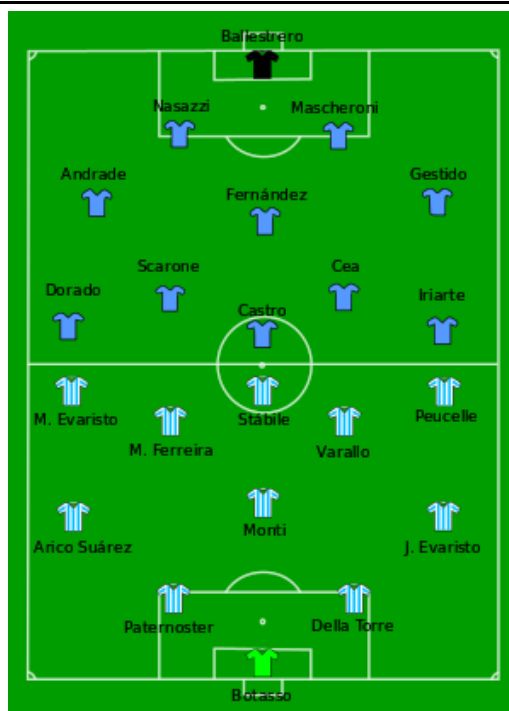 Ballestrero
Nasazzi
Mascheroni
Andrade
Gestido
Fernández
Scarone
Cea
Dorado
Iriarte
Castro
M. Evaristo
Stábile
Peucelle
M. Ferreira
Varallo
Monti
Arico Suárez
J. Evaristo
Paternoster
Della Torre
Botasso